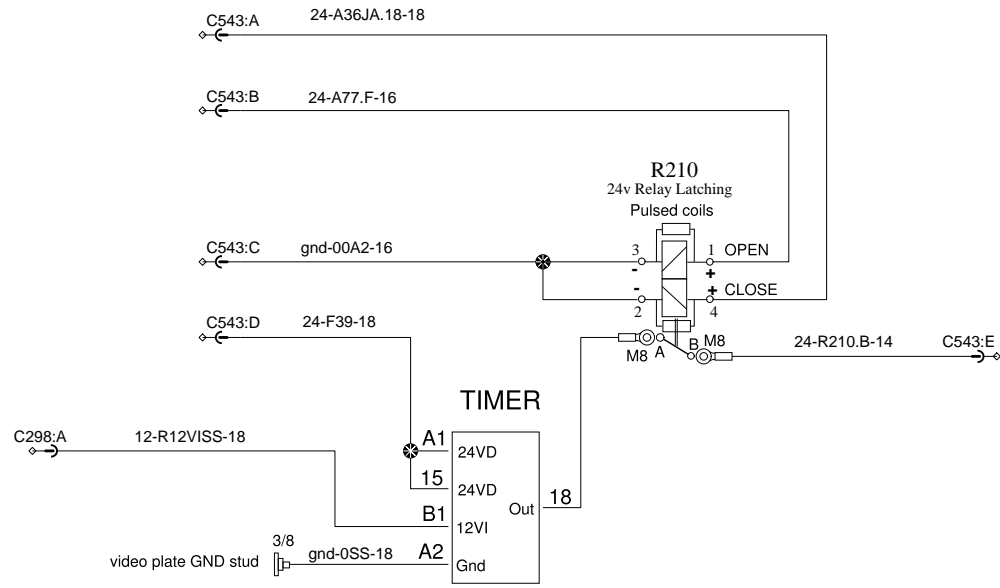 C543:A
24-A36JA.18-18
C543:B
24-A77.F-16
R210
24v Relay Latching
Pulsed coils
C543:C
gnd-00A2-16
3
1
OPEN
-
+
-
+
CLOSE
2
4
C543:D
24-F39-18
M8
A
B
M8
24-R210.B-14
C543:E
TIMER
C298:A
12-R12VISS-18
A1
24VD
15
24VD
Out
18
B1
12VI
3/8
video plate GND stud
gnd-0SS-18
A2
Gnd